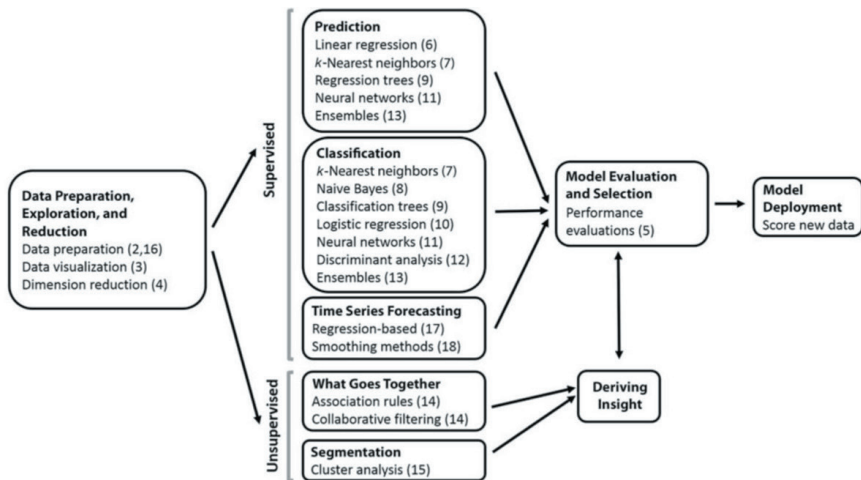 Data Preparation,
Exploration, and
Reduction
Data preparation (2,16)
Data visualization (3)
Dimension reduction (4)
Supervised
Prediction
Linear regression (6)
k-Nearest neighbors (7)
Regression trees (9)
Neural networks (11)
Ensembles (13)
Classification
k-Nearest neighbors (7)
Naive Bayes (8)
Classification trees (9)
Logistic regression (10)
Neural networks (11)
Discriminant analysis (12)
Ensembles (13)
Time Series Forecasting
Regression-based (17)
Smoothing methods (18)
Unsupervised
What Goes Together
Association rules (14)
Collaborative filtering (14)
Segmentation
Cluster analysis (15)
Model Evaluation
and Selection
Performance
evaluations (5)
Deriving
Insight
Model
Deployment
Score new data